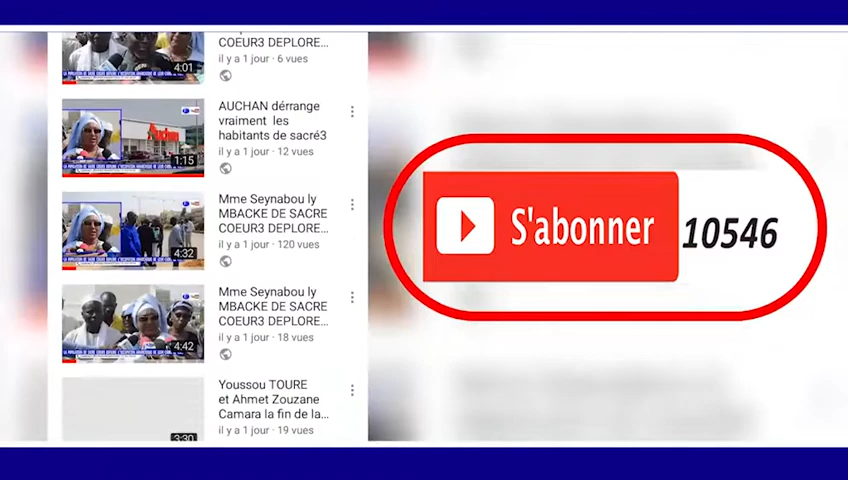 COEUR3 DEPLORE...
il y a 1 jour · 6 vues
4:01
AUCHAN dérrange
vraiment les
habitants de sacré3
il y a 1 jour · 12 vues
Auchan
1:15
Mme Seynabou ly
MBACKE DE SACRE
COEUR3 DEPLORE...
il y a 1 jour · 120 vues
4:32
Mme Seynabou ly
MBACKE DE SACRE
COEUR3 DEPLORE...
il y a 1 jour · 18 vues
4:42
Youssou TOURE
et Ahmet Zouzane
Camara la fin de la...
il y a 1 jour · 19 vues
3:30
S'abonner
10546